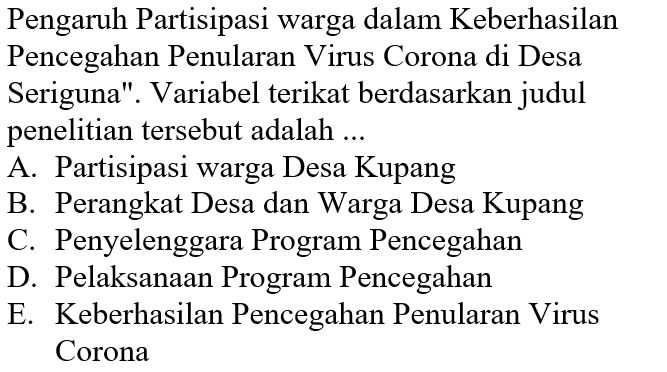 Pengaruh Partisipasi warga dalam Keberhasilan
Pencegahan Penularan Virus Corona di Desa
Seriguna". Variabel terikat berdasarkan judul
penelitian tersebut adalah ...
A. Partisipasi warga Desa Kupang
B. Perangkat Desa dan Warga Desa Kupang
C. Penyelenggara Program Pencegahan
D. Pelaksanaan Program Pencegahan
E. Keberhasilan Pencegahan Penularan Virus
Corona